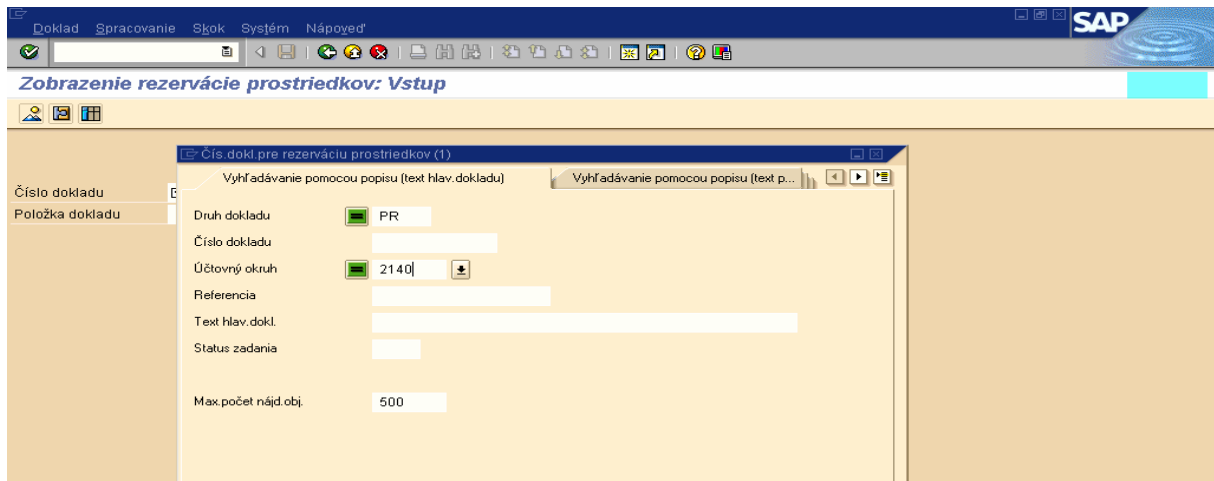 Doklad Spracovanie Skok Systém Nápoveď
SAP
Zobrazenie rezervácie prostriedkov: Vstup
Čís.dokl.pre rezerváciu prostriedkov (1)
Vyhľadávanie pomocou popisu (text hlav.dokladu) Vyhľadávanie pomocou popisu (text p...
Číslo dokladu
Položka dokladu
Druh dokladu PR
Číslo dokladu
Účtovný okruh 2140
Referencia
Text hlav.dokl.
Status zadania
Max.počet nájd.obj. 500